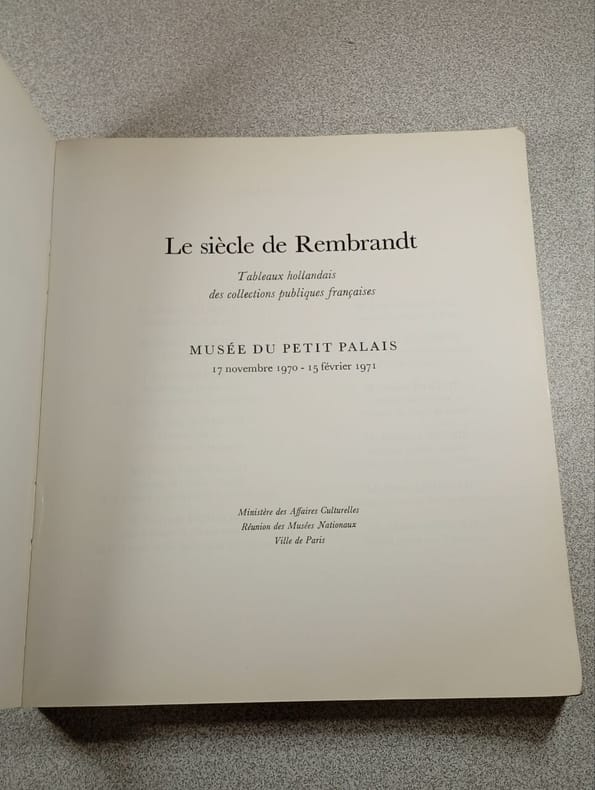 Le siècle de Rembrandt
Tableaux hollandais
des collections publiques françaises
MUSÉE DU PETIT PALAIS
17 novembre 1970 - 15 février 1971
Ministère des Affaires Culturelles
Réunion des Musées Nationaux
Ville de Paris